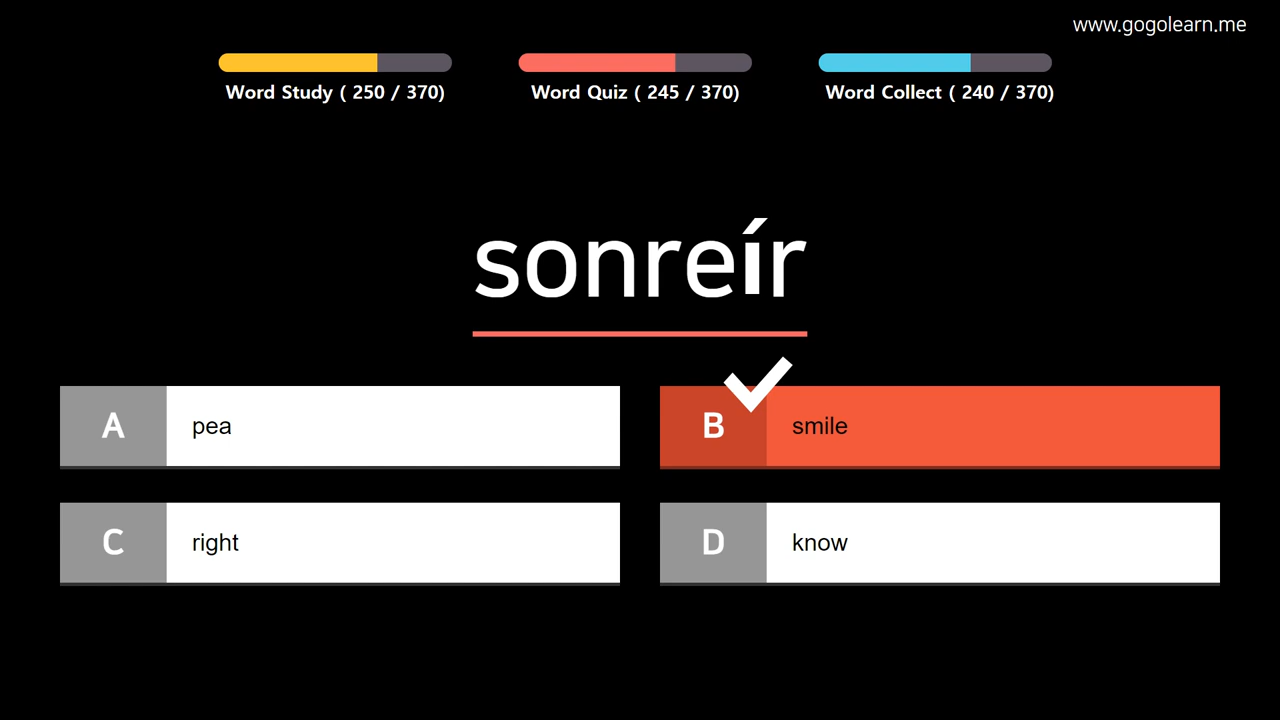 www.gogolearn.me
Word Study ( 250 / 370)
Word Quiz ( 245 / 370)
Word Collect ( 240 / 370)
sonreír
A pea
B smile
C right
D know